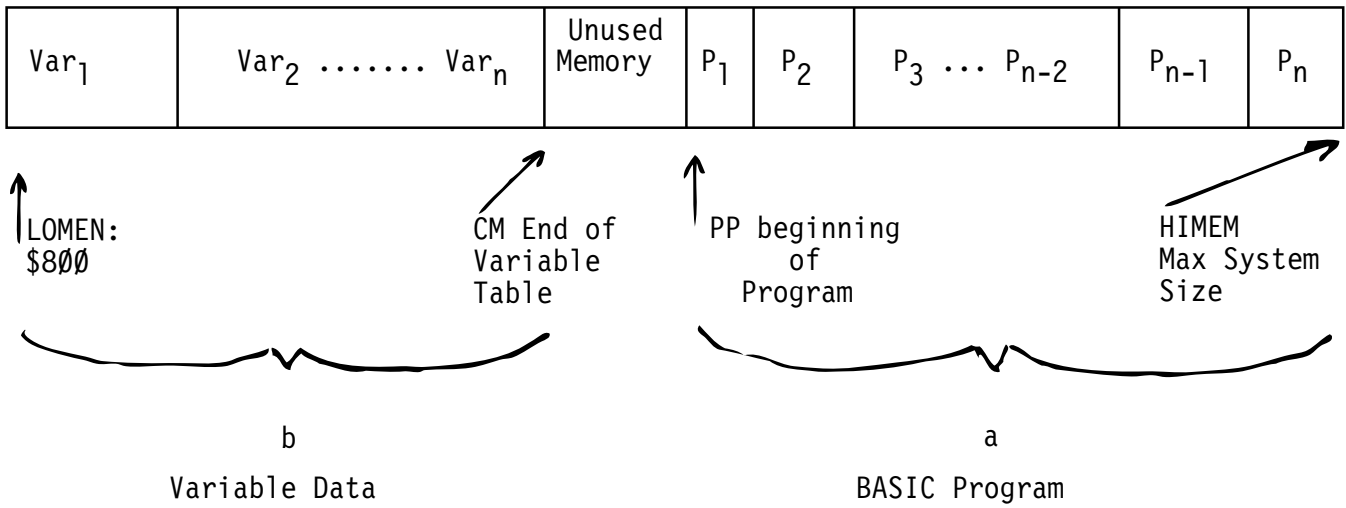 Var₁
Var₂ ....... Varₙ
Unused
Memory
P₁
P₂
P₃ ... Pₙ₋₂
Pₙ₋₁
Pₙ
LOMEN:
$8ØØ
CM End of
Variable
Table
PP beginning
of
Program
HIMEM
Max System
Size
b
Variable Data
a
BASIC Program